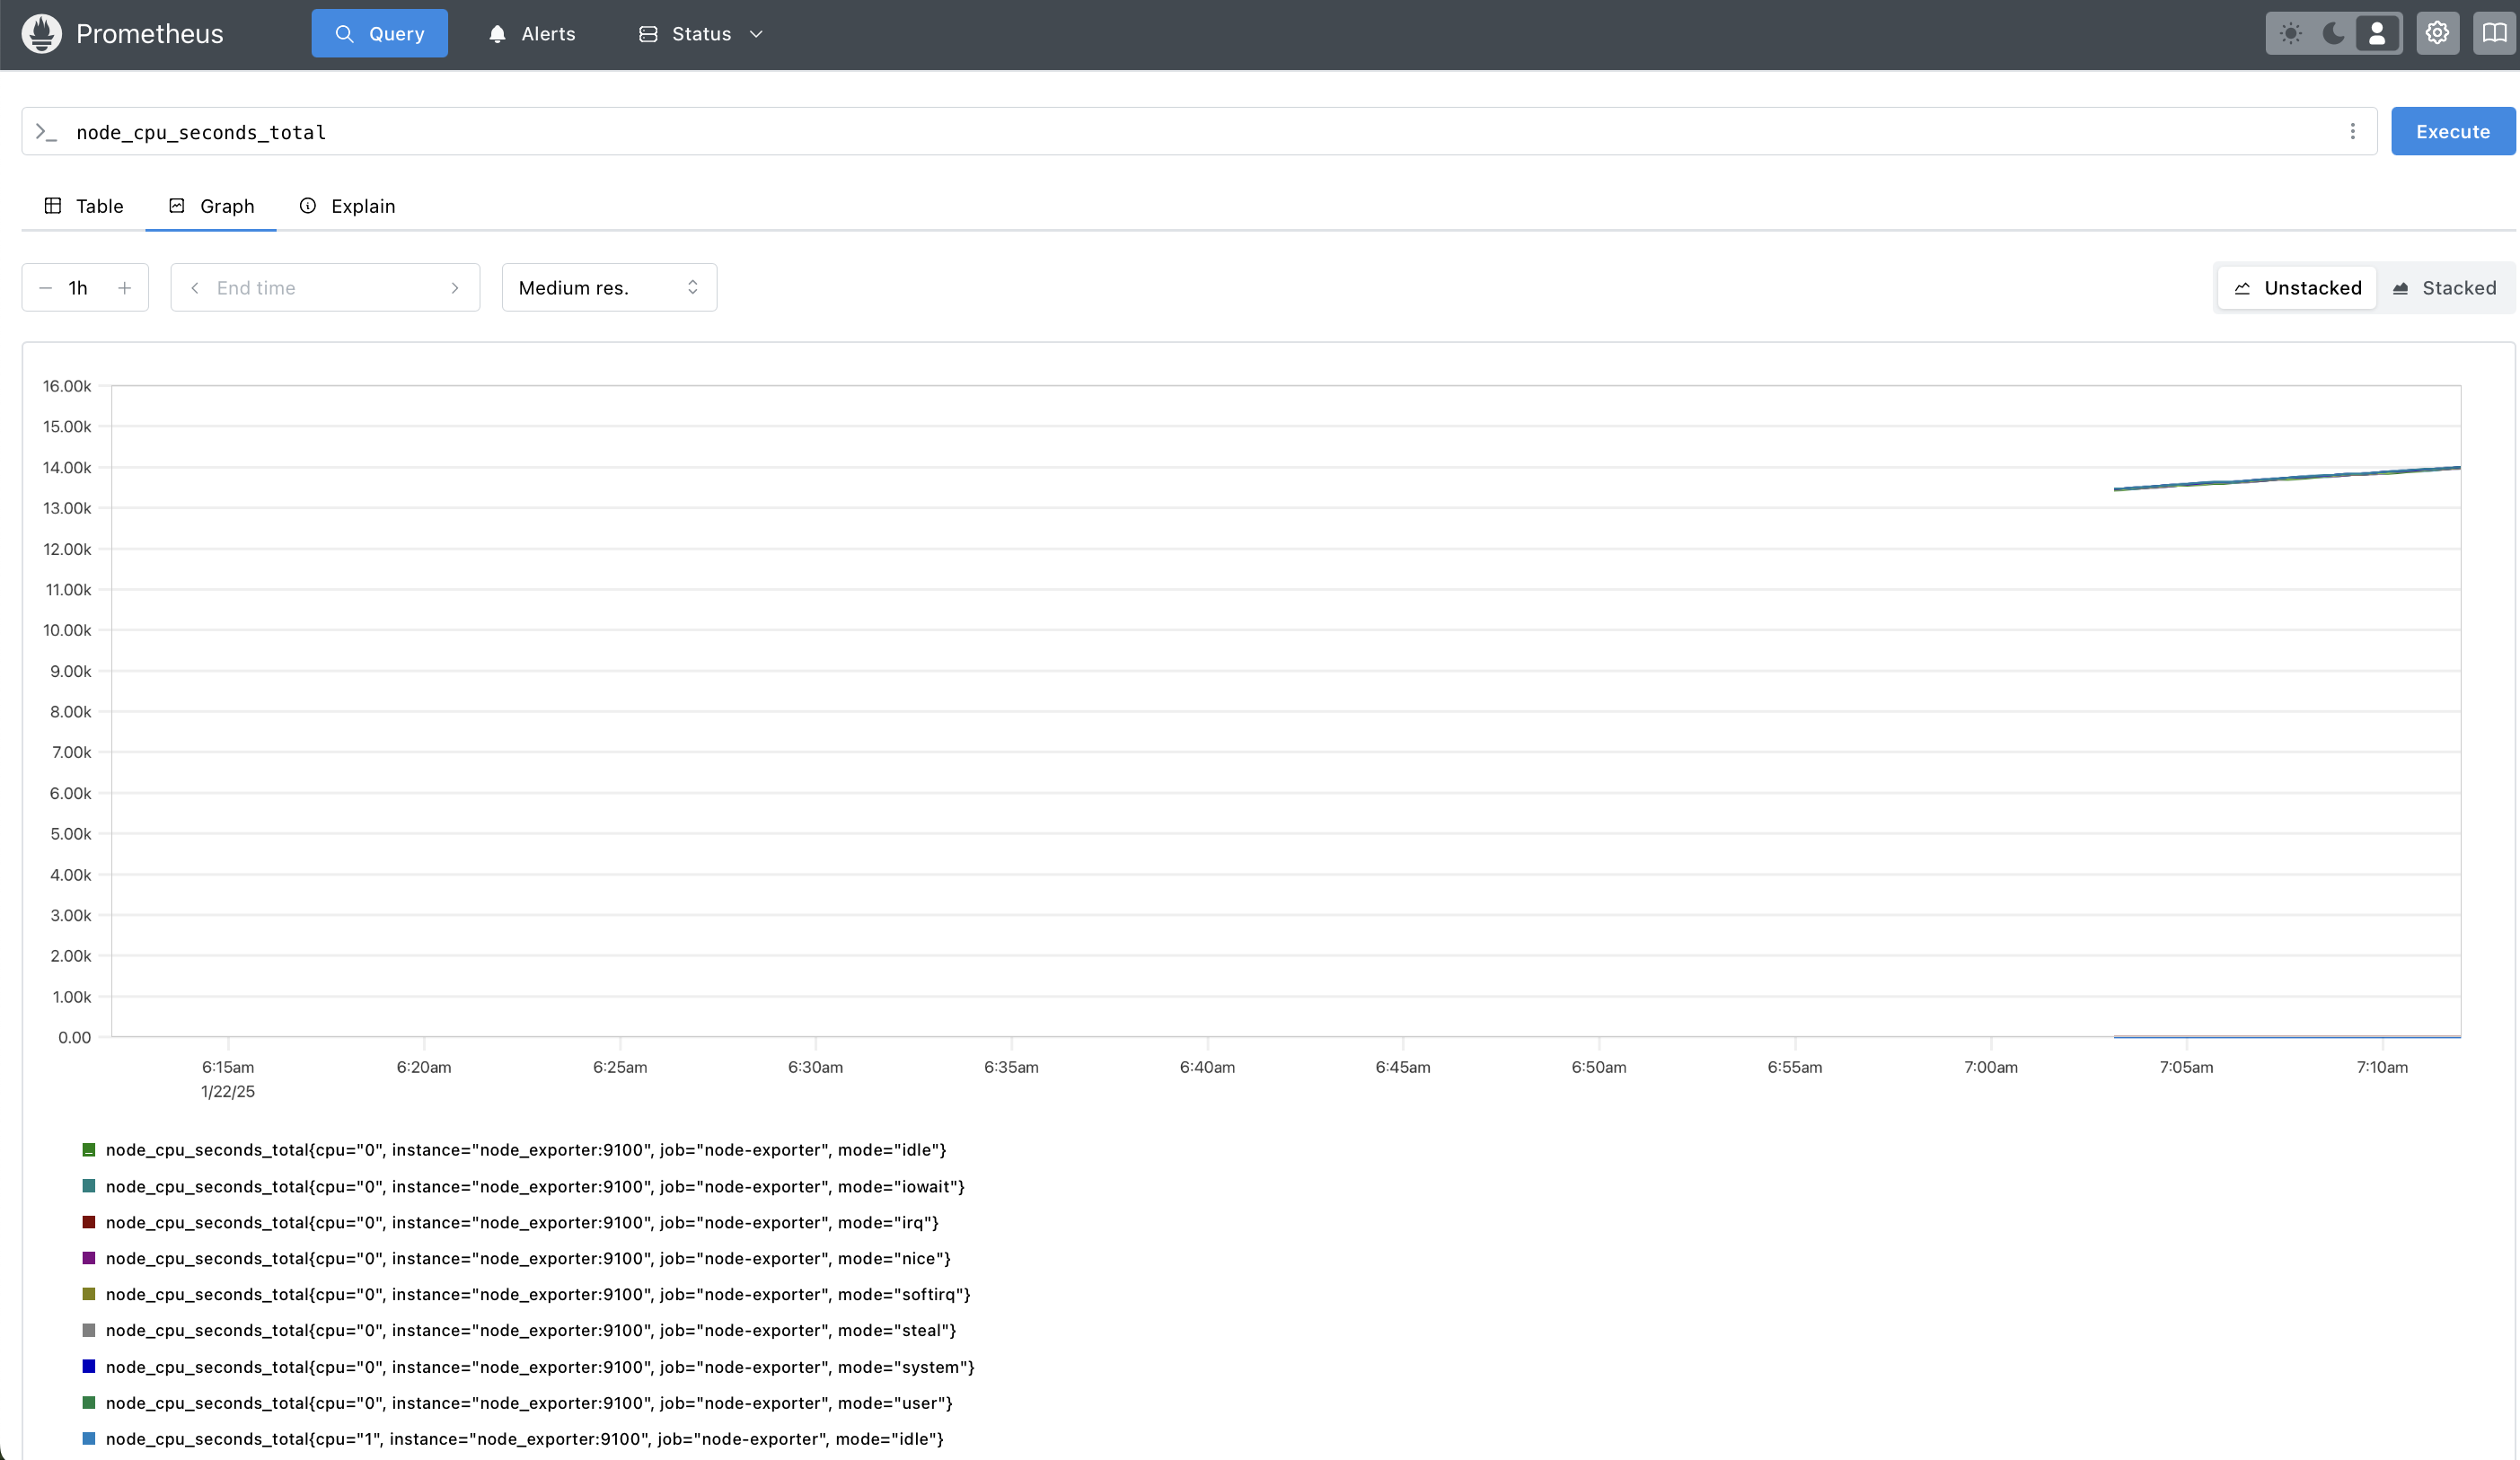 Prometheus Query Alerts Status
node_cpu_seconds_total Execute
Table Graph Explain
1h End time Medium res. Unstacked Stacked
16.00k
15.00k
14.00k
13.00k
12.00k
11.00k
10.00k
9.00k
8.00k
7.00k
6.00k
5.00k
4.00k
3.00k
2.00k
1.00k
0.00
6:15am 6:20am 6:25am 6:30am 6:35am 6:40am 6:45am 6:50am 6:55am 7:00am 7:05am 7:10am
1/22/25
node_cpu_seconds_total{cpu="0", instance="node_exporter:9100", job="node-exporter", mode="idle"}
node_cpu_seconds_total{cpu="0", instance="node_exporter:9100", job="node-exporter", mode="iowait"}
node_cpu_seconds_total{cpu="0", instance="node_exporter:9100", job="node-exporter", mode="irq"}
node_cpu_seconds_total{cpu="0", instance="node_exporter:9100", job="node-exporter", mode="nice"}
node_cpu_seconds_total{cpu="0", instance="node_exporter:9100", job="node-exporter", mode="softirq"}
node_cpu_seconds_total{cpu="0", instance="node_exporter:9100", job="node-exporter", mode="steal"}
node_cpu_seconds_total{cpu="0", instance="node_exporter:9100", job="node-exporter", mode="system"}
node_cpu_seconds_total{cpu="0", instance="node_exporter:9100", job="node-exporter", mode="user"}
node_cpu_seconds_total{cpu="1", instance="node_exporter:9100", job="node-exporter", mode="idle"}